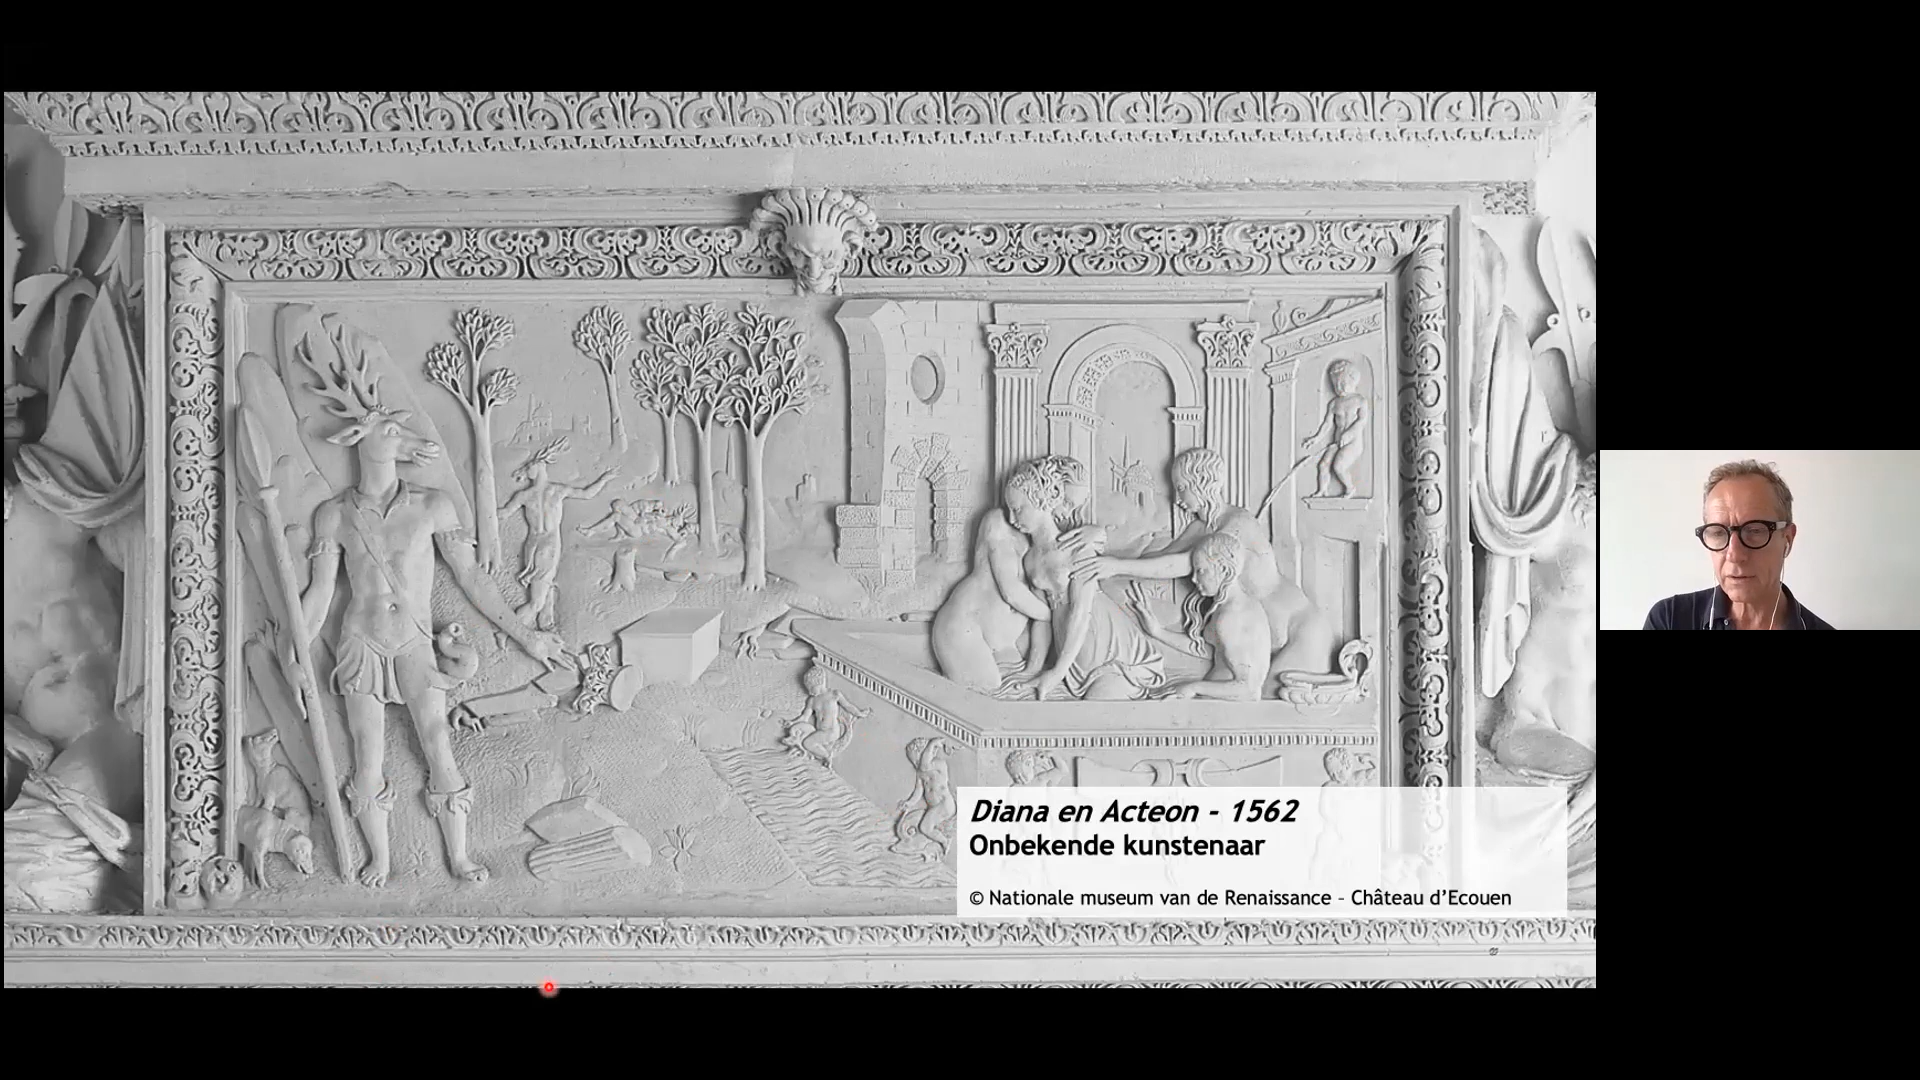 Diana en Acteon - 1562
Onbekende kunstenaar
© Nationale museum van de Renaissance – Château d’Ecouen